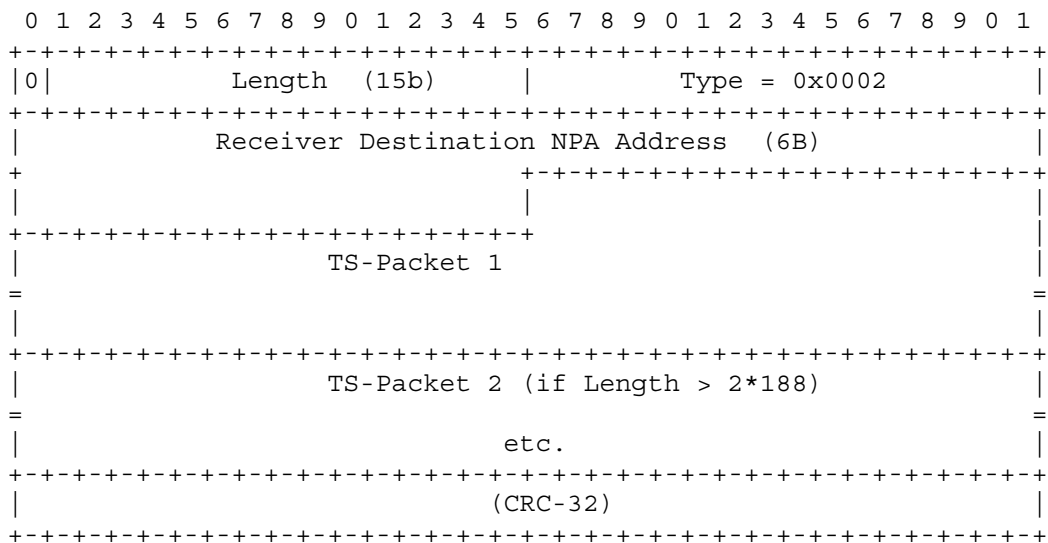 0 1 2 3 4 5 6 7 8 9 0 1 2 3 4 5 6 7 8 9 0 1 2 3 4 5 6 7 8 9 0 1
+-+-+-+-+-+-+-+-+-+-+-+-+-+-+-+-+-+-+-+-+-+-+-+-+-+-+-+-+-+-+-+-+
|0|           Length  (15b)     |         Type = 0x0002         |
+-+-+-+-+-+-+-+-+-+-+-+-+-+-+-+-+-+-+-+-+-+-+-+-+-+-+-+-+-+-+-+-+
|            Receiver Destination NPA Address  (6B)             |
+                               +-+-+-+-+-+-+-+-+-+-+-+-+-+-+-+-+
|                               |                               |
+-+-+-+-+-+-+-+-+-+-+-+-+-+-+-+-+                               |
|                   TS-Packet 1                                 |
=                                                               =
|                                                               |
+-+-+-+-+-+-+-+-+-+-+-+-+-+-+-+-+-+-+-+-+-+-+-+-+-+-+-+-+-+-+-+-+
|                   TS-Packet 2 (if Length > 2*188)             |
=                                                               =
|                              etc.                             |
+-+-+-+-+-+-+-+-+-+-+-+-+-+-+-+-+-+-+-+-+-+-+-+-+-+-+-+-+-+-+-+-+
|                             (CRC-32)                          |
+-+-+-+-+-+-+-+-+-+-+-+-+-+-+-+-+-+-+-+-+-+-+-+-+-+-+-+-+-+-+-+-+